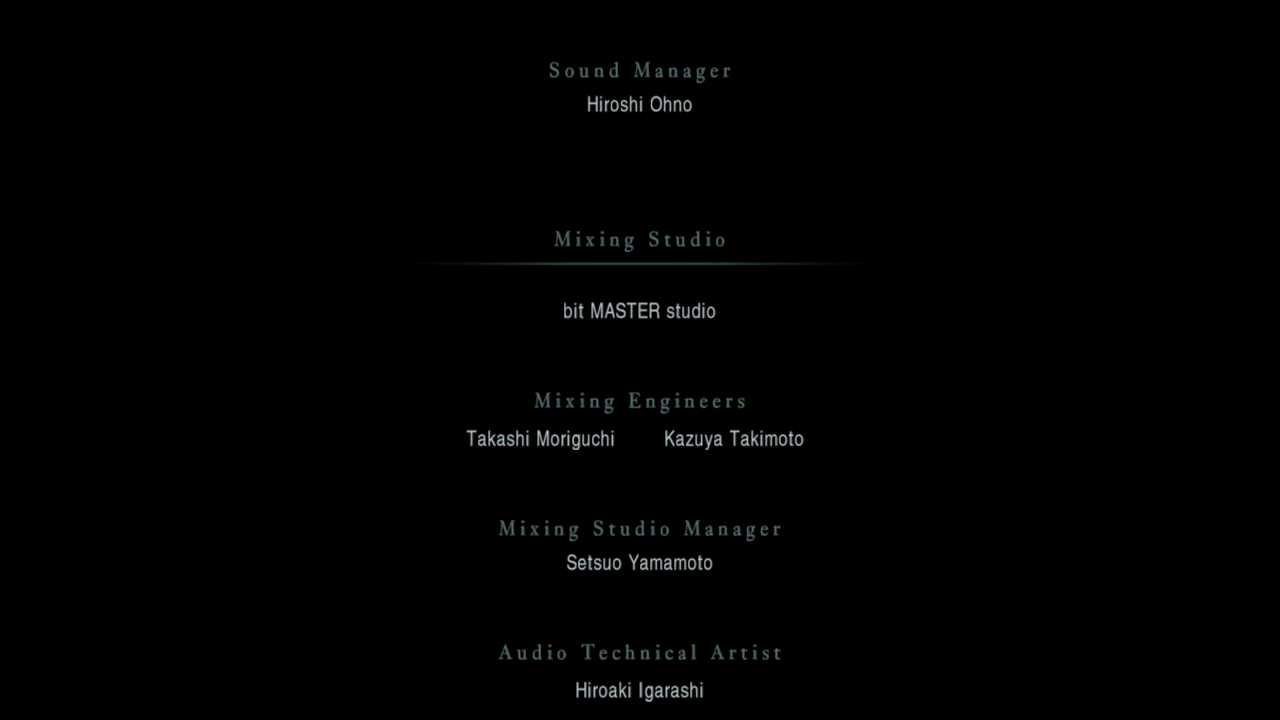 Sound Manager
Hiroshi Ohno
Mixing Studio
bit MASTER studio
Mixing Engineers
Takashi Moriguchi Kazuya Takimoto
Mixing Studio Manager
Setsuo Yamamoto
Audio Technical Artist
Hiroaki Igarashi